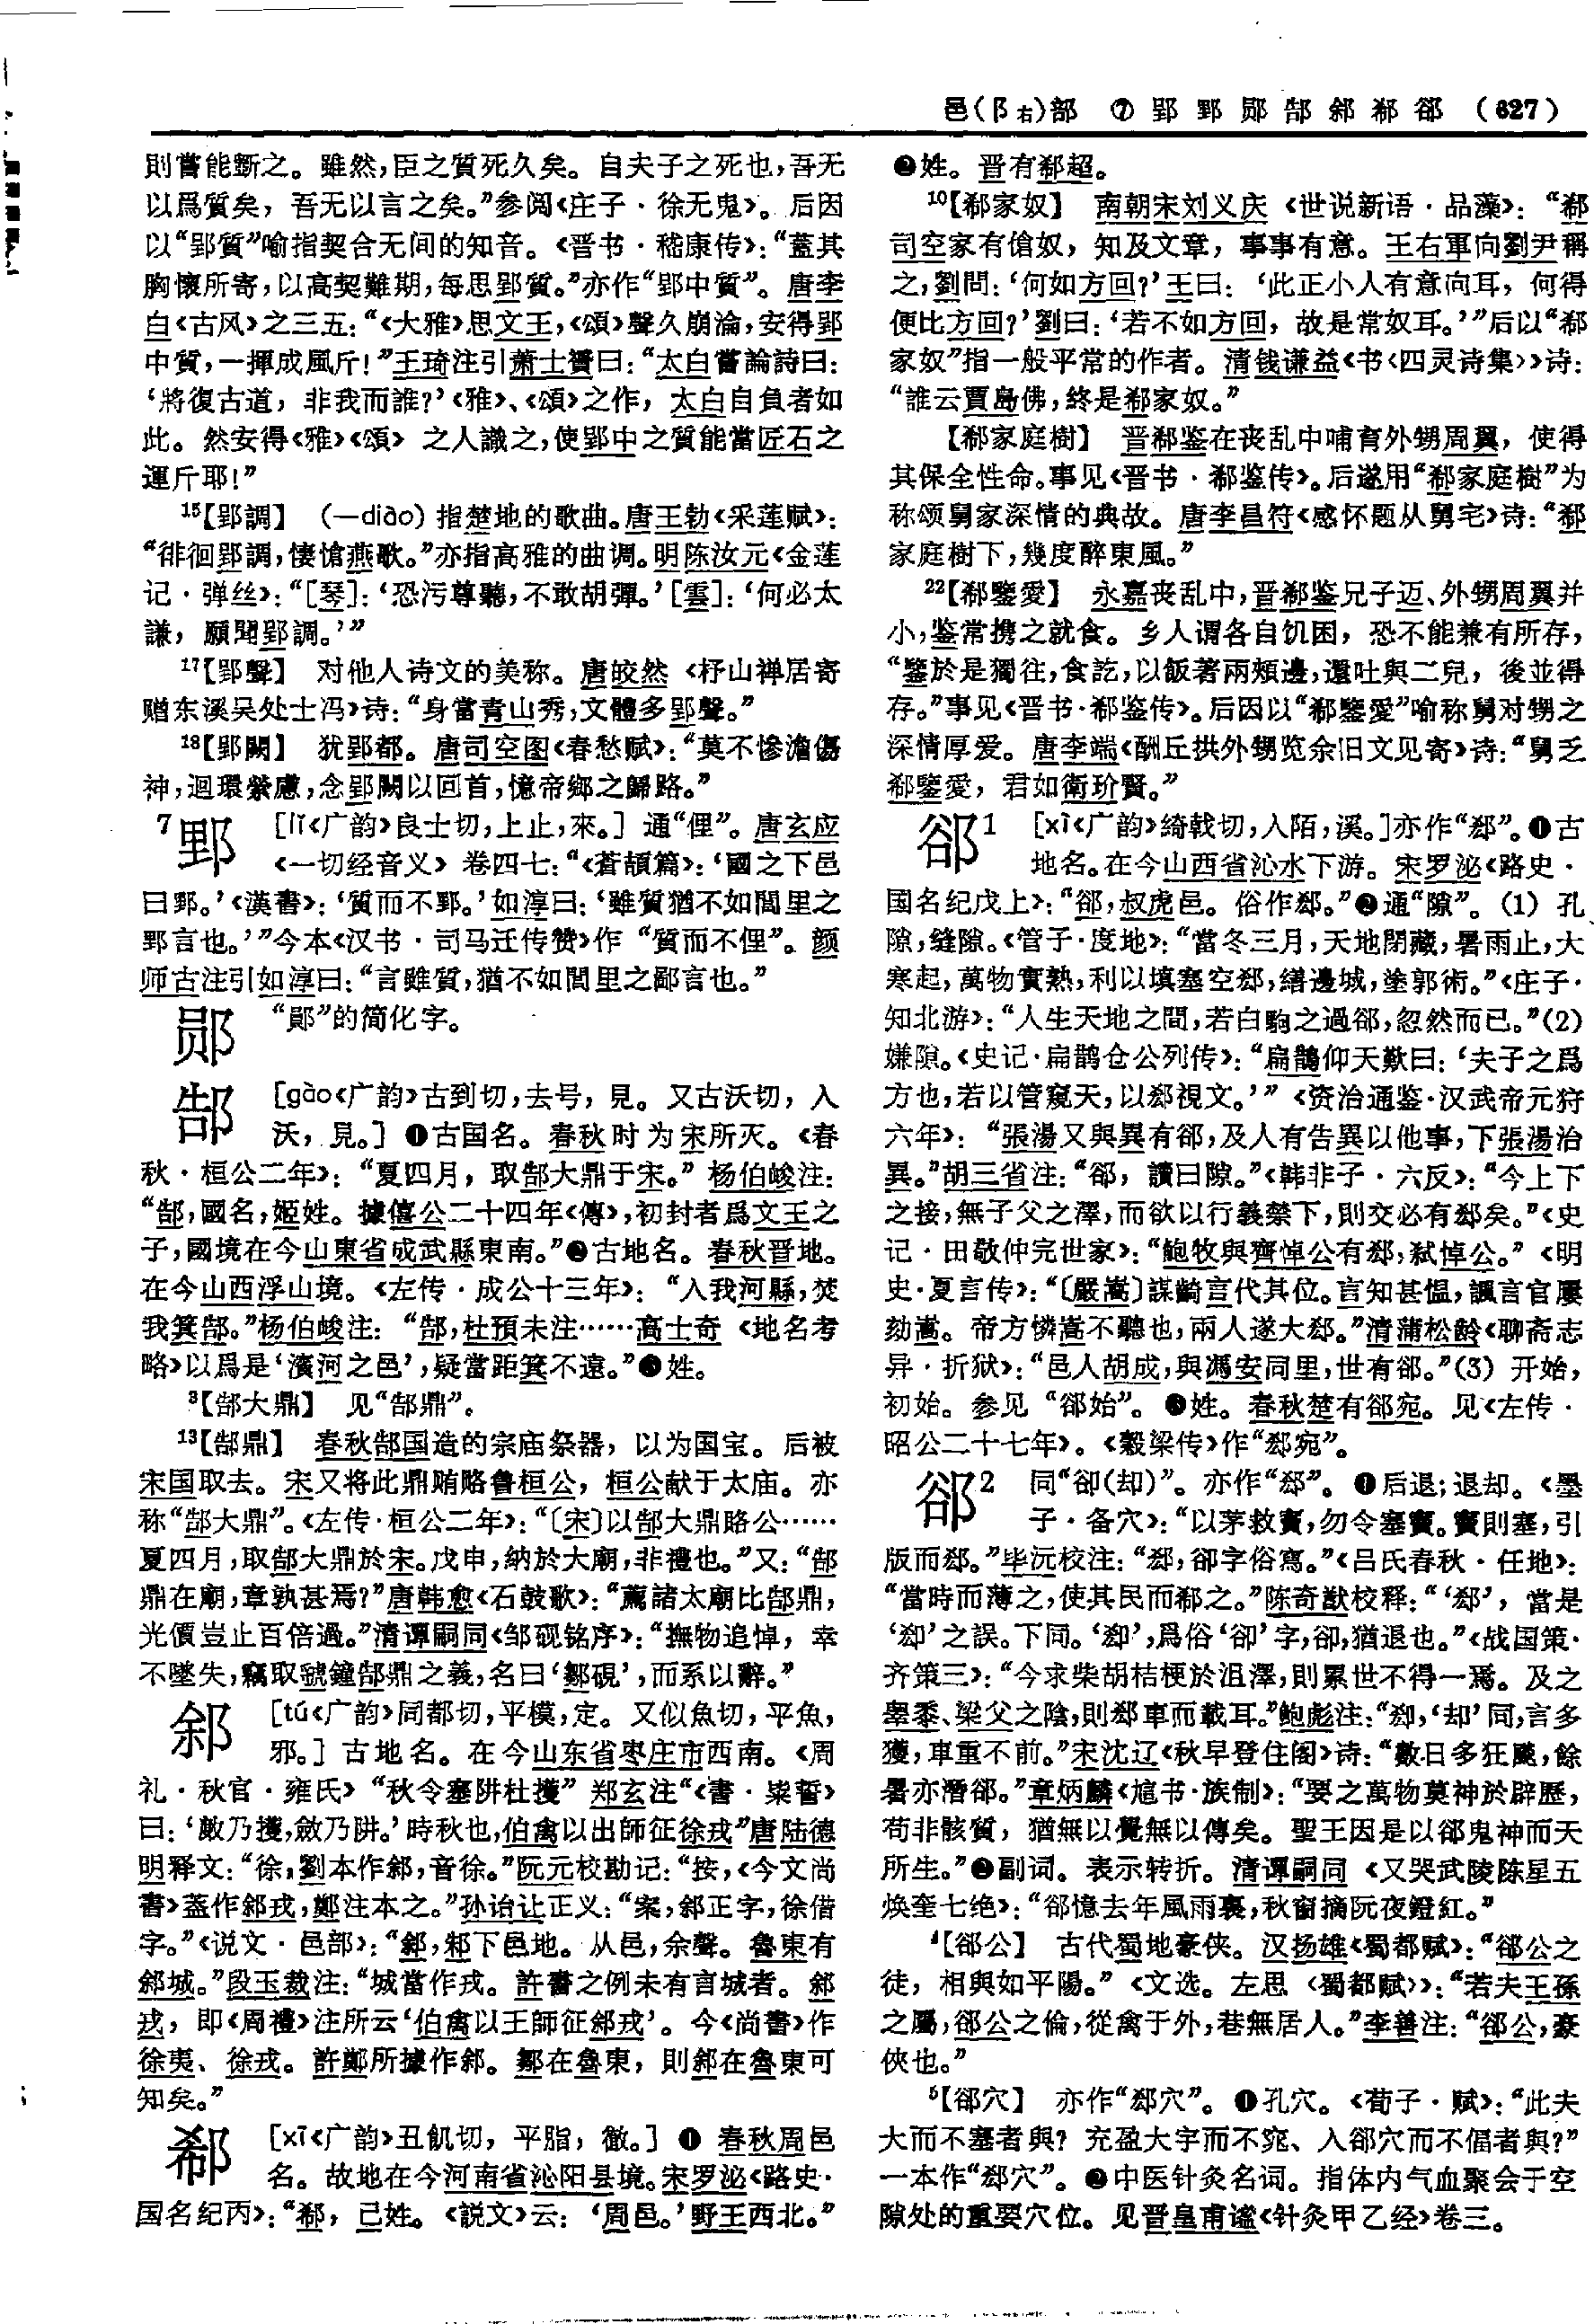 邑(阝右)部 ⑦ 郢 野 郧 郜 斜 郗 郤 (627)
則嘗能斲之。雖然,臣之質死久矣。自夫子之死也,吾无
以爲質矣,吾无以言之矣。”参阅《庄子·徐无鬼》。后因
以“郢質”喻指契合无间的知音。《晋书·嵇康传》:“蓋其
胸懷所寄,以高契難期,每思郢質。”亦作“郢中質”。唐李
白《古风》之三五:“《大雅》思文王,《頌》聲久崩淪,安得郢
中質,一揮成風斤!”王琦注引萧士贇曰:“太白嘗論詩曰:
‘將復古道,非我而誰?’《雅》、《頌》之作,太白自負者如
此。然安得《雅》《頌》之人識之,使郢中之質能當匠石之
運斤耶!”
15【郢調】 (—diào)指楚地的歌曲。唐王勃《采莲赋》:
“徘徊郢調,悽愴燕歌。”亦指高雅的曲调。明陈汝元《金莲
记·弹丝》:“[琴]:‘恐污尊聽,不敢胡彈。’[雲]:‘何必太
謙,願聞郢調。’”
17【郢聲】 对他人诗文的美称。唐皎然《杼山禅居寄
赠东溪吴处士冯》诗:“身當青山秀,文體多郢聲。”
18【郢闕】 犹郢都。唐司空图《春愁赋》:“莫不慘澹傷
神,迴環縈慮,念郢闕以回首,憶帝鄉之歸路。”
7郢 [lǐ《广韵》良士切,上止,來。]通“俚”。唐玄应
《一切经音义》卷四七:“《蒼頡篇》:‘國之下邑
曰野。’《漢書》:‘質而不野。’如淳曰:‘雖質猶不如閭里之
野言也。’”今本《汉书·司马迁传赞》作“質而不俚”。颜
师古注引如淳曰:“言雖質,猶不如閭里之鄙言也。”
郧 “鄖”的简化字。
郜 [gào《广韵》古到切,去号,見。又古沃切,入
沃,見。]❶古国名。春秋时为宋所灭。《春
秋·桓公二年》:“夏四月,取郜大鼎于宋。”杨伯峻注:
“郜,國名,姬姓。據僖公二十四年《傳》,初封者爲文王之
子,國境在今山東省成武縣東南。”❷古地名。春秋晋地。
在今山西浮山境。《左传·成公十三年》:“入我河縣,焚
我箕郜。”杨伯峻注:“郜,杜預未注……高士奇《地名考
略》以爲是‘濱河之邑’,疑當距箕不遠。”❸姓。
3【郜大鼎】 见“郜鼎”。
13【郜鼎】 春秋郜国造的宗庙祭器,以为国宝。后被
宋国取去。宋又将此鼎贿赂鲁桓公,桓公献于太庙。亦
称“郜大鼎”。《左传·桓公二年》:“〔宋〕以郜大鼎賂公……
夏四月,取郜大鼎於宋。戊申,納於大廟,非禮也。”又:“郜
鼎在廟,章孰甚焉?”唐韩愈《石鼓歌》:“薦諸太廟比郜鼎,
光價豈止百倍過。”清谭嗣同《邹砚铭序》:“撫物追悼,幸
不墜失,竊取虢鐘郜鼎之義,名曰‘鄒硯’,而系以辭。”
䣄 [tú《广韵》同都切,平模,定。又似魚切,平魚,
邪。]古地名。在今山东省枣庄市西南。《周
礼·秋官·雍氏》“秋令塞阱杜擭”郑玄注“《書·粊誓》
曰:‘敜乃擭,敛乃阱。’時秋也,伯禽以出師征徐戎”唐陆德
明释文:“徐,劉本作䣄,音徐。”阮元校勘记:“按,《今文尚
書》蓋作䣄戎,鄭注本之。”孙诒让正义:“案,䣄正字,徐借
字。”《说文·邑部》:“䣄,邾下邑地。从邑,余聲。魯東有
䣄城。”段玉裁注:“城當作戎。許書之例未有言城者。䣄
戎,即《周禮》注所云‘伯禽以王師征䣄戎’。今《尚書》作
徐夷、徐戎。許鄭所據作䣄。鄒在魯東,則䣄在魯東可
知矣。”
郗 [xī《广韵》丑飢切,平脂,徹。]❶春秋周邑
名。故地在今河南省沁阳县境。宋罗泌《路史·
国名纪丙》:“郗,己姓。《説文》云:‘周邑。’野王西北。”
❷姓。晋有郗超。
10【郗家奴】 南朝宋刘义庆《世说新语·品藻》:“郗
司空家有傖奴,知及文章,事事有意。王右軍向劉尹稱
之,劉問:‘何如方回?’王曰:‘此正小人有意向耳,何得
便比方回?’劉曰:‘若不如方回,故是常奴耳。’”后以“郗
家奴”指一般平常的作者。清钱谦益《书〈四灵诗集〉》诗:
“誰云賈島佛,終是郗家奴。”
【郗家庭樹】 晋郗鉴在丧乱中哺育外甥周翼,使得
其保全性命。事见《晋书·郗鉴传》。后遂用“郗家庭樹”为
称颂舅家深情的典故。唐李昌符《感怀题从舅宅》诗:“郗
家庭樹下,幾度醉東風。”
22【郗鑒愛】 永嘉丧乱中,晋郗鉴兄子迈、外甥周翼并
小,鉴常携之就食。乡人谓各自饥困,恐不能兼有所存,
“鑒於是獨往,食訖,以飯著兩頰邊,還吐與二兒,後並得
存。”事见《晋书·郗鉴传》。后因以“郗鑒愛”喻称舅对甥之
深情厚爱。唐李端《酬丘拱外甥览余旧文见寄》诗:“舅乏
郗鑒愛,君如衛玠賢。”
郤1 [xì《广韵》绮戟切,入陌,溪。]亦作“郄”。❶古
地名。在今山西省沁水下游。宋罗泌《路史·
国名纪戊上》:“郤,叔虎邑。俗作郄。”❷通“隙”。(1)孔
隙,缝隙。《管子·度地》:“當冬三月,天地閉藏,暑雨止,大
寒起,萬物實熟,利以填塞空郄,繕邊城,塗郭術。”《庄子·
知北游》:“人生天地之間,若白駒之過郤,忽然而已。”(2)
嫌隙。《史记·扁鹊仓公列传》:“扁鵲仰天歎曰:‘夫子之爲
方也,若以管窺天,以郄視文。’”《资治通鉴·汉武帝元狩
六年》:“張湯又與異有郤,及人有告異以他事,下張湯治
異。”胡三省注:“郤,讀曰隙。”《韩非子·六反》:“今上下
之接,無子父之澤,而欲以行義禁下,則交必有郄矣。”《史
记·田敬仲完世家》:“鮑牧與齊悼公有郄,弒悼公。”《明
史·夏言传》:“〔嚴嵩〕謀齮言代其位。言知甚愠,諷言官屢
劾嵩。帝方憐嵩不聽也,兩人遂大郄。”清蒲松龄《聊斋志
异·折狱》:“邑人胡成,與馮安同里,世有郤。”(3)开始,
初始。参见“郤始”。❸姓。春秋楚有郤宛。见《左传·
昭公二十七年》。《穀梁传》作“郄宛”。
郤2 同“卻(却)”。亦作“郄”。❶后退;退却。《墨
子·备穴》:“以茅救竇,勿令塞竇。竇則塞,引
版而郄。”毕沅校注:“郄,卻字俗寫。”《吕氏春秋·任地》:
“當時而薄之,使其民而郗之。”陈奇猷校释:“‘郄’,當是
‘却’之誤。下同。‘却’,爲俗‘卻’字,卻,猶退也。”《战国策·
齐策三》:“今求柴胡桔梗於沮澤,則累世不得一焉。及之
睾黍、梁父之陰,則郄車而載耳。”鲍彪注:“却,‘却’同,言多
獲,車重不前。”宋沈辽《秋早登住阁》诗:“數日多狂飈,餘
暑亦潛郤。”章炳麟《訄书·族制》:“要之萬物莫神於辟歷,
苟非骸質,猶無以覺無以傳矣。聖王因是以郤鬼神而天
所生。”❷副词。表示转折。清谭嗣同《又哭武陵陈星五
焕奎七绝》:“郤憶去年風雨裏,秋窗摘阮夜鐙紅。”
4【郤公】 古代蜀地豪侠。汉扬雄《蜀都赋》:“郤公之
徒,相與如平陽。”《文选。左思〈蜀都赋〉》:“若夫王孫
之屬,郤公之倫,從禽于外,巷無居人。”李善注:“郤公,豪
俠也。”
5【郤穴】 亦作“郄穴”。❶孔穴。《荀子·赋》:“此夫
大而不塞者與?充盈大宇而不窕、入郤穴而不偪者與?”
一本作“郄穴”。❷中医针灸名词。指体内气血聚会于空
隙处的重要穴位。见晋皇甫谧《针灸甲乙经》卷三。